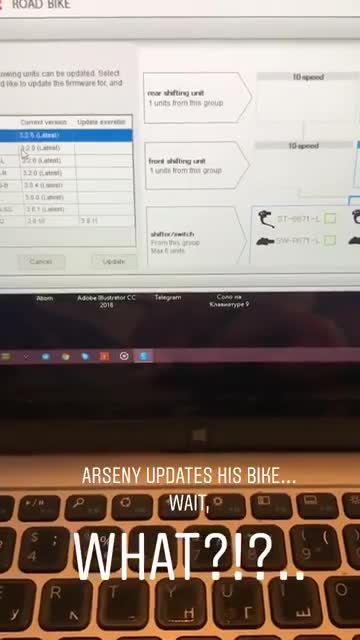 ROAD BIKE
owing units can be updated. Select
d like to update the firmware for, and
Current version Update
3.2.5 (Latest)
3.2.0 (Latest)
-L 3.2.0 (Latest)
3.2.0 (Latest)
3.0.4 (Latest)
3.0.0 (Latest)
3.0.1 (Latest)
3.0.10 3.0.11
Cancel Update
rear shifting unit
1 units from this group
10-speed
front shifting unit
1 units from this group
10-speed
shifter/switch
From this group
Max 6 units
ST-6871-L
SW-R671-L
Atom Adobe Illustrator CC
2018 Telegram Соло на
Клавиатуре 9
ARSENY UPDATES HIS BIKE...
WAIT,
WHAT?!?..